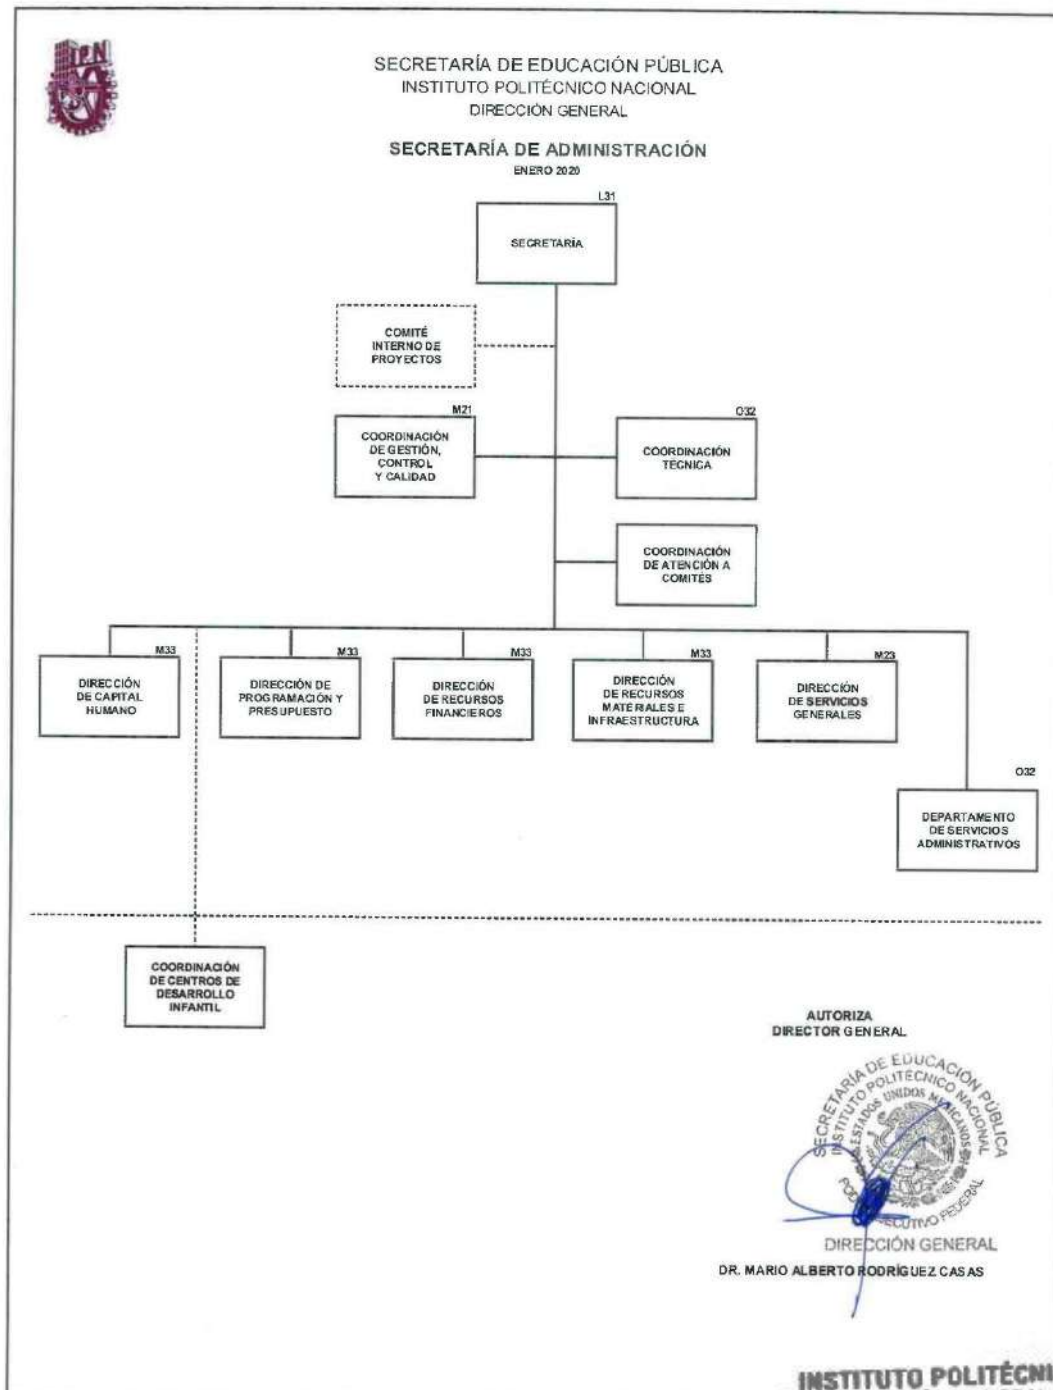 IPN
SECRETARÍA DE EDUCACIÓN PÚBLICA
INSTITUTO POLITÉCNICO NACIONAL
DIRECCIÓN GENERAL
SECRETARÍA DE ADMINISTRACIÓN
ENERO 2020
L31
SECRETARÍA
COMITÉ
INTERNO DE
PROYECTOS
M21
COORDINACIÓN
DE GESTIÓN,
CONTROL
Y CALIDAD
O32
COORDINACIÓN
TÉCNICA
COORDINACIÓN
DE ATENCIÓN A
COMITÉS
M33
DIRECCIÓN
DE CAPITAL
HUMANO
M33
DIRECCIÓN DE
PROGRAMACIÓN Y
PRESUPUESTO
M33
DIRECCIÓN
DE RECURSOS
FINANCIEROS
M33
DIRECCIÓN
DE RECURSOS
MATERIALES E
INFRAESTRUCTURA
M23
DIRECCIÓN
DE SERVICIOS
GENERALES
O32
DEPARTAMENTO
DE SERVICIOS
ADMINISTRATIVOS
COORDINACIÓN
DE CENTROS DE
DESARROLLO
INFANTIL
AUTORIZA
DIRECTOR GENERAL
SECRETARÍA DE EDUCACIÓN PÚBLICA
INSTITUTO POLITÉCNICO NACIONAL
ESTADOS UNIDOS MEXICANOS
FEDERAL
DIRECCIÓN GENERAL
DR. MARIO ALBERTO RODRÍGUEZ CASAS
INSTITUTO POLITÉCNI